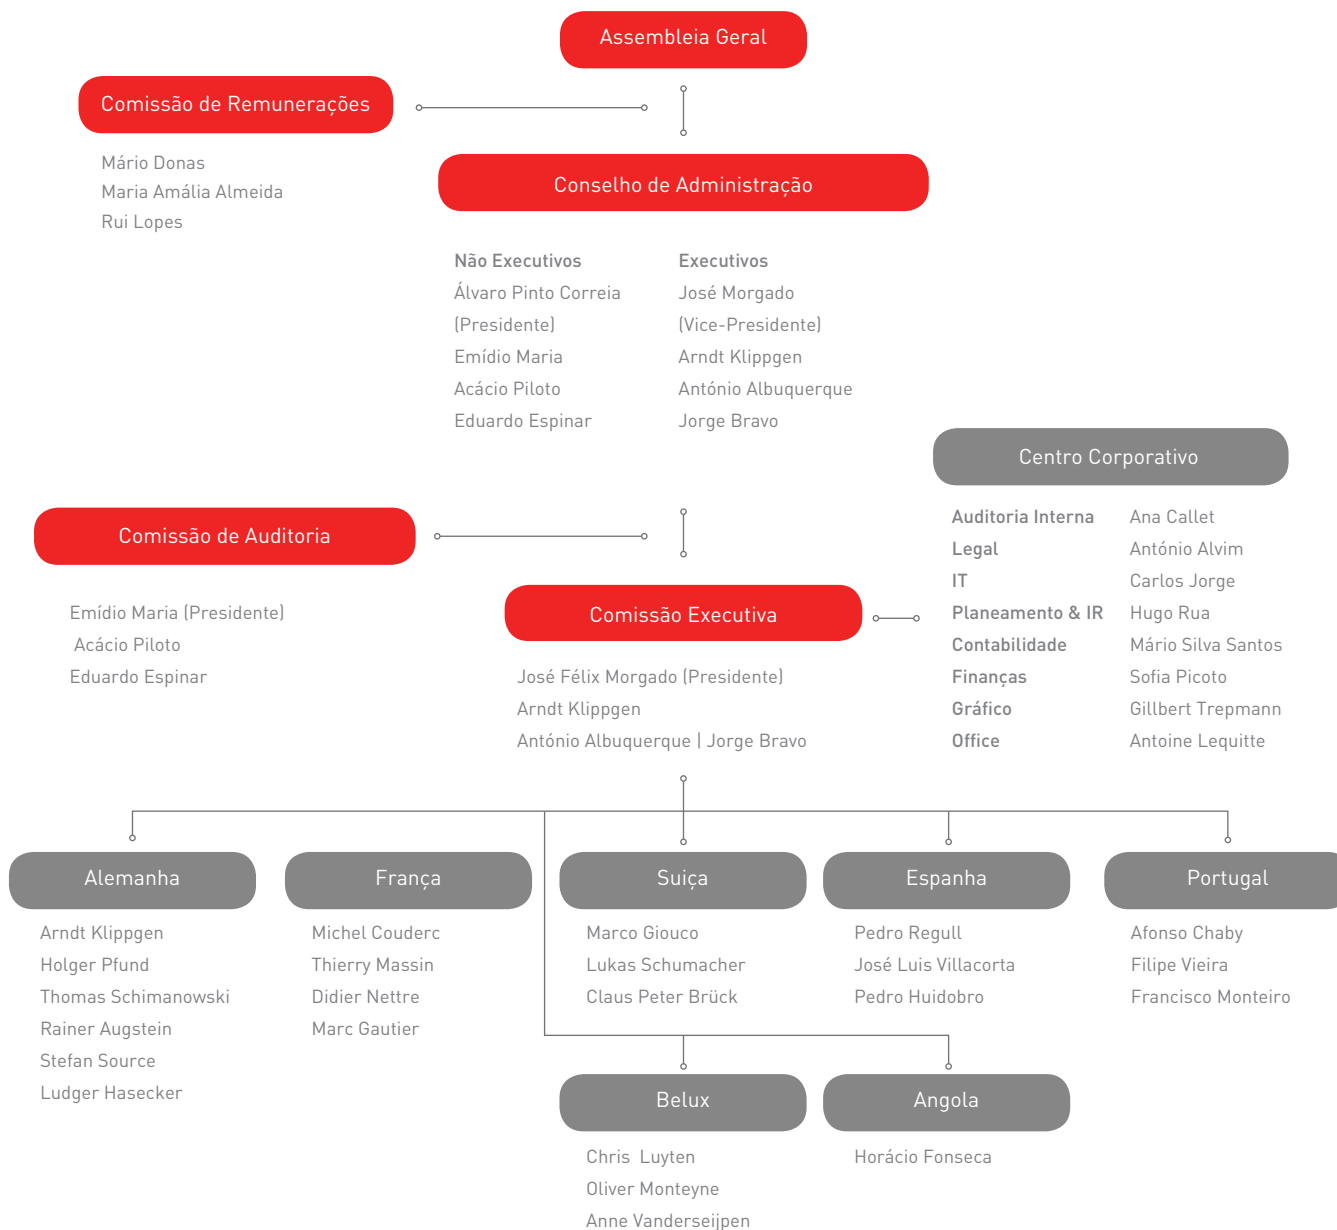 Assembleia Geral
Comissão de Remunerações
Mário Donas
Maria Amália Almeida
Rui Lopes
Conselho de Administração
Não Executivos
Álvaro Pinto Correia
(Presidente)
Emídio Maria
Acácio Piloto
Eduardo Espinar
Executivos
José Morgado
(Vice-Presidente)
Arndt Klippgen
António Albuquerque
Jorge Bravo
Centro Corporativo
Auditoria Interna Ana Callet
Legal António Alvim
IT Carlos Jorge
Planeamento & IR Hugo Rua
Contabilidade Mário Silva Santos
Finanças Sofia Picoto
Gráfico Gillbert Trepmann
Office Antoine Lequitte
Comissão de Auditoria
Emídio Maria (Presidente)
Acácio Piloto
Eduardo Espinar
Comissão Executiva
José Félix Morgado (Presidente)
Arndt Klippgen
António Albuquerque | Jorge Bravo
Alemanha
Arndt Klippgen
Holger Pfund
Thomas Schimanowski
Rainer Augstein
Stefan Source
Ludger Hasecker
França
Michel Couderc
Thierry Massin
Didier Nettre
Marc Gautier
Suiça
Marco Giouco
Lukas Schumacher
Claus Peter Brück
Espanha
Pedro Regull
José Luis Villacorta
Pedro Huidobro
Portugal
Afonso Chaby
Filipe Vieira
Francisco Monteiro
Belux
Chris Luyten
Oliver Monteyne
Anne Vanderseijpen
Angola
Horácio Fonseca